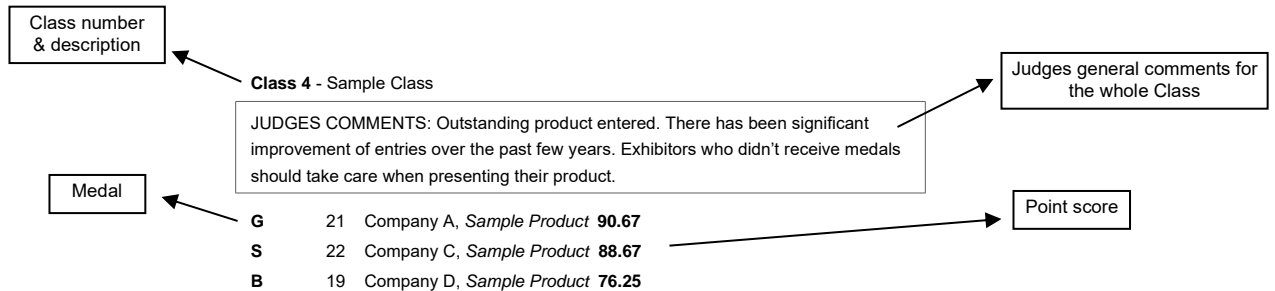 Class number
& description
Class 4 - Sample Class
Judges general comments for
the whole Class
JUDGES COMMENTS: Outstanding product entered. There has been significant
improvement of entries over the past few years. Exhibitors who didn’t receive medals
should take care when presenting their product.
Medal
Point score
G 21 Company A, Sample Product 90.67
S 22 Company C, Sample Product 88.67
B 19 Company D, Sample Product 76.25